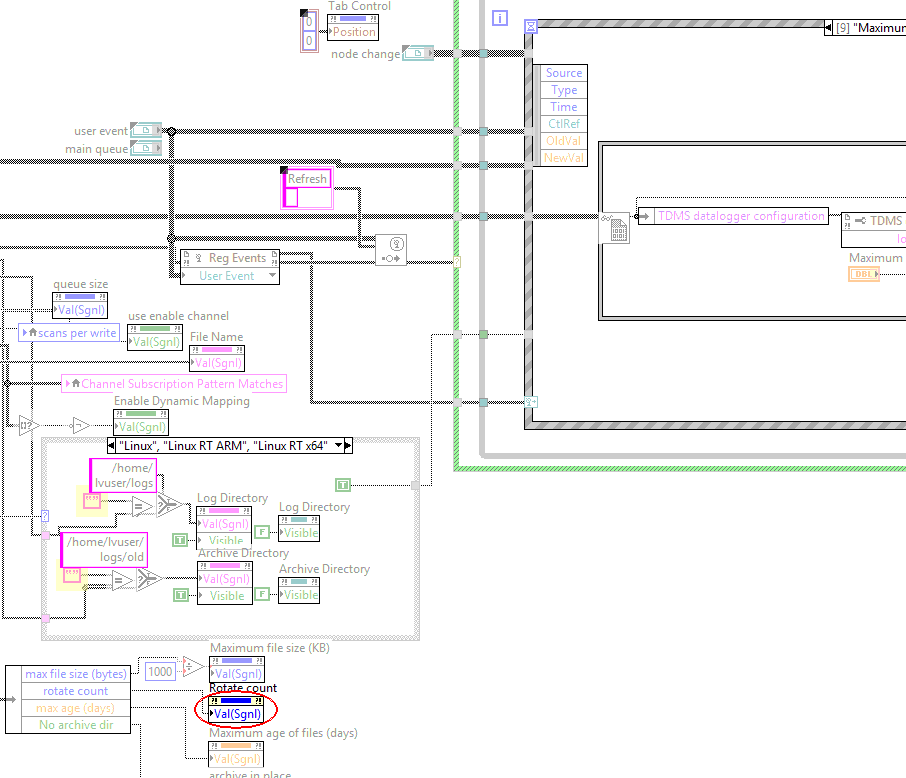 Tab Control
0
0
Position
i
[9] "Maximum
node change
Source
Type
Time
CtlRef
OldVal
NewVal
user event
main queue
Refresh
TDMS datalogger configuration
TDMS
lo
Reg Events
User Event
Maximum
DBL
queue size
Val(Sgnl)
use enable channel
scans per write
Val(Sgnl)
File Name
Val(Sgnl)
Channel Subscription Pattern Matches
Enable Dynamic Mapping
Val(Sgnl)
"Linux", "Linux RT ARM", "Linux RT x64"
/home/
lvuser/logs
T
Log Directory
Val(Sgnl)
Visible
T
Log Directory
F
Visible
/home/lvuser/
logs/old
Archive Directory
Val(Sgnl)
Visible
T
Archive Directory
F
Visible
Maximum file size (KB)
1000
Val(Sgnl)
max file size (bytes)
rotate count
max age (days)
No archive dir
Rotate count
Val(Sgnl)
Maximum age of files (days)
Val(Sgnl)
archive in place